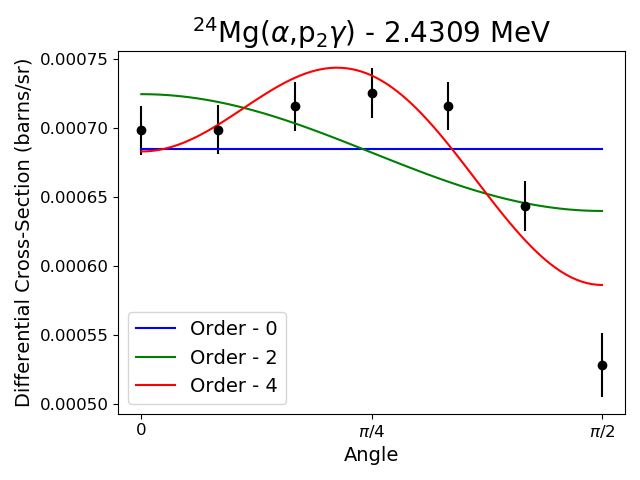 ²⁴Mg(α,p₂γ) - 2.4309 MeV
Differential Cross-Section (barns/sr)
0.00075
0.00070
0.00065
0.00060
0.00055
0.00050
Order - 0
Order - 2
Order - 4
0
π/4
π/2
Angle